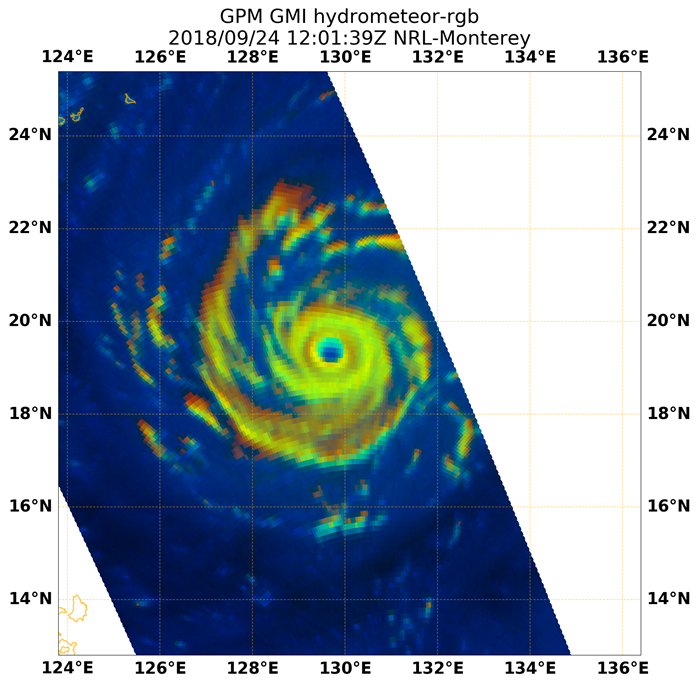 GPM GMI hydrometeor-rgb
2018/09/24 12:01:39Z NRL-Monterey
124°E 126°E 128°E 130°E 132°E 134°E 136°E
24°N 24°N
22°N 22°N
20°N 20°N
18°N 18°N
16°N 16°N
14°N 14°N
124°E 126°E 128°E 130°E 132°E 134°E 136°E